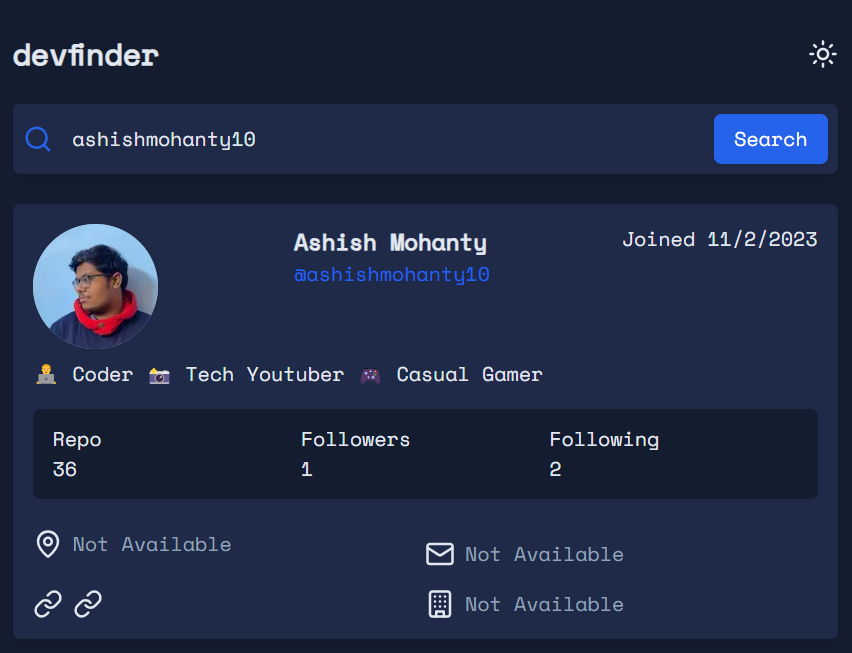 devfinder
ashishmohanty10
Search
Ashish Mohanty
Joined 11/2/2023
@ashishmohanty10
Coder Tech Youtuber Casual Gamer
Repo Followers Following
36 1 2
Not Available
Not Available
Not Available